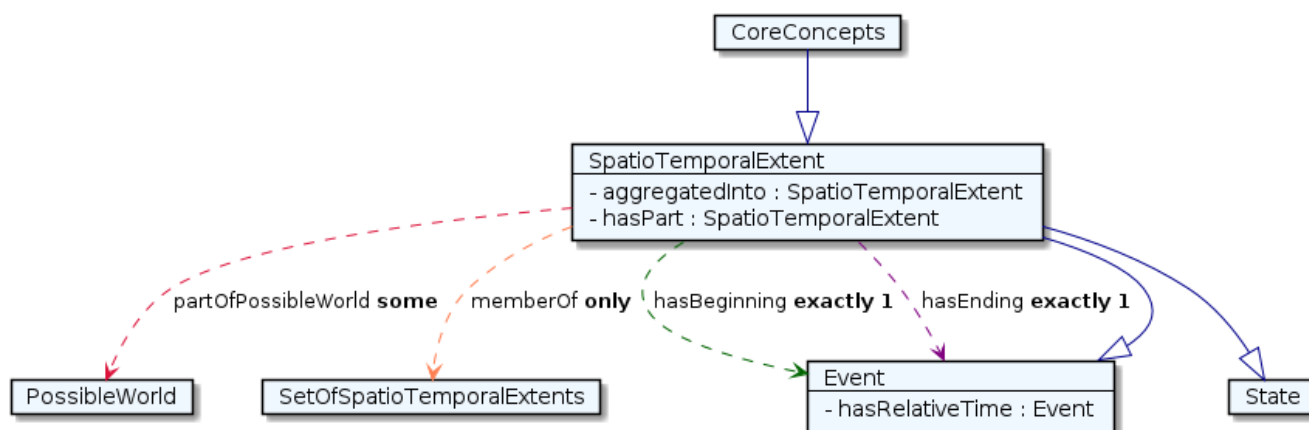 CoreConcepts
SpatioTemporalExtent
- aggregatedInto : SpatioTemporalExtent
- hasPart : SpatioTemporalExtent
partOfPossibleWorld some
memberOf only
hasBeginning exactly 1
hasEnding exactly 1
PossibleWorld
SetOfSpatioTemporalExtents
Event
- hasRelativeTime : Event
State